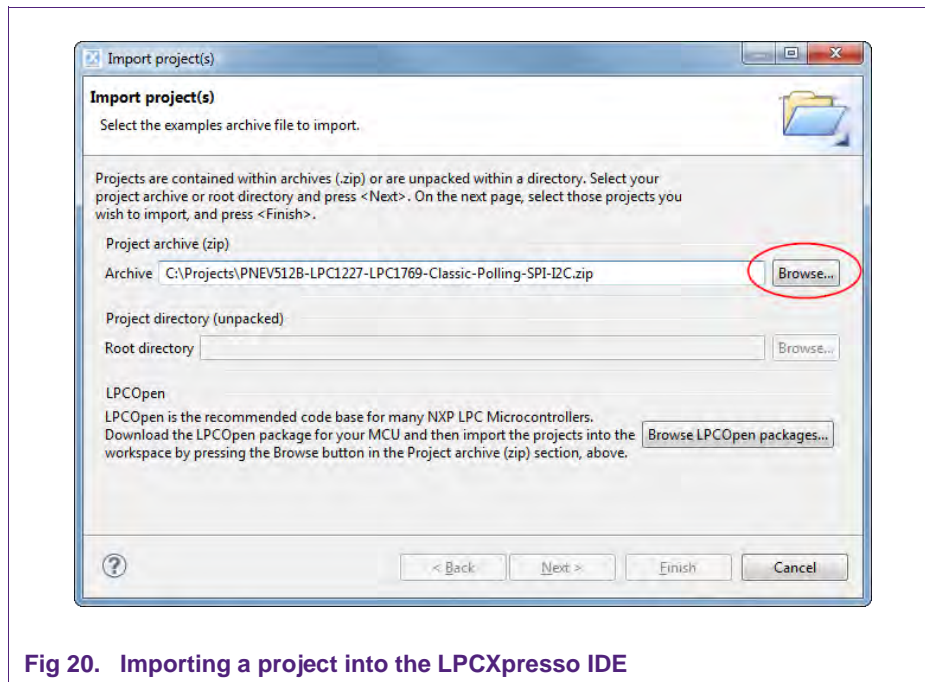 Import project(s)
Import project(s)
Select the examples archive file to import.
Projects are contained within archives (.zip) or are unpacked within a directory. Select your
project archive or root directory and press <Next>. On the next page, select those projects you
wish to import, and press <Finish>.
Project archive (zip)
Archive C:\Projects\PNEV512B-LPC1227-LPC1769-Classic-Polling-SPI-I2C.zip Browse...
Project directory (unpacked)
Root directory Browse...
LPCOpen
LPCOpen is the recommended code base for many NXP LPC Microcontrollers.
Download the LPCOpen package for your MCU and then import the projects into the Browse LPCOpen packages...
workspace by pressing the Browse button in the Project archive (zip) section, above.
? < Back Next > Finish Cancel
Fig 20. Importing a project into the LPCXpresso IDE